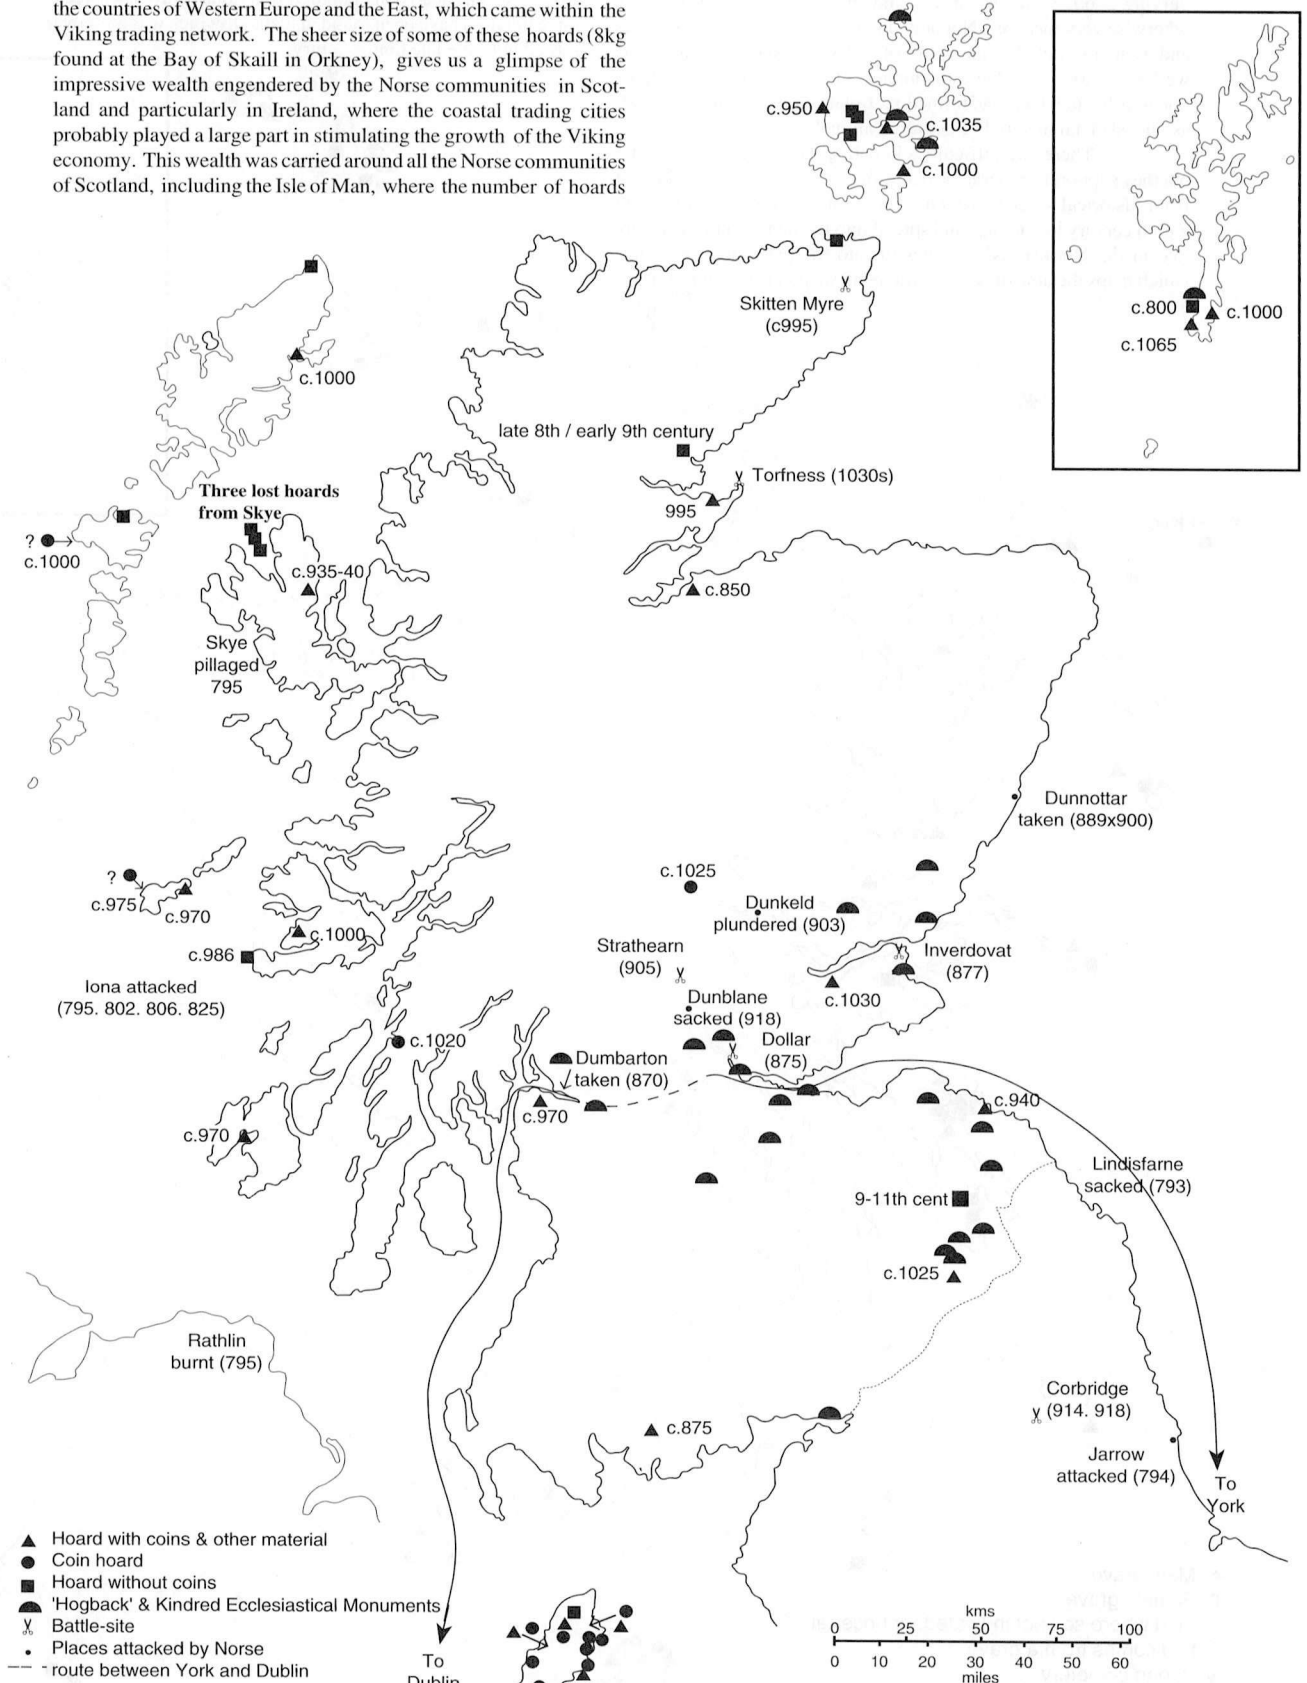 the countries of Western Europe and the East, which came within the
Viking trading network. The sheer size of some of these hoards (8kg
found at the Bay of Skaill in Orkney), gives us a glimpse of the
impressive wealth engendered by the Norse communities in Scot-
land and particularly in Ireland, where the coastal trading cities
probably played a large part in stimulating the growth of the Viking
economy. This wealth was carried around all the Norse communities
of Scotland, including the Isle of Man, where the number of hoards
c.950
c.1035
c.1000
c.800
c.1000
c.1065
Skitten Myre
(c995)
c.1000
late 8th / early 9th century
Torfness (1030s)
995
Three lost hoards
from Skye
?
c.1000
c.935-40
c.850
Skye
pillaged
795
Dunnottar
taken (889x900)
c.1025
?
c.975
c.970
Dunkeld
plundered (903)
c.1000
c.986
Strathearn
(905)
Inverdovat
(877)
Iona attacked
(795. 802. 806. 825)
c.1030
Dunblane
sacked (918)
c.1020
Dollar
(875)
Dumbarton
taken (870)
c.970
c.940
c.970
Lindisfarne
sacked (793)
9-11th cent
c.1025
Rathlin
burnt (795)
Corbridge
(914. 918)
c.875
Jarrow
attacked (794)
To
York
Hoard with coins & other material
Coin hoard
Hoard without coins
'Hogback' & Kindred Ecclesiastical Monuments
Battle-site
Places attacked by Norse
route between York and Dublin
To
Dublin
kms
0 25 50 75 100
0 10 20 30 40 50 60
miles